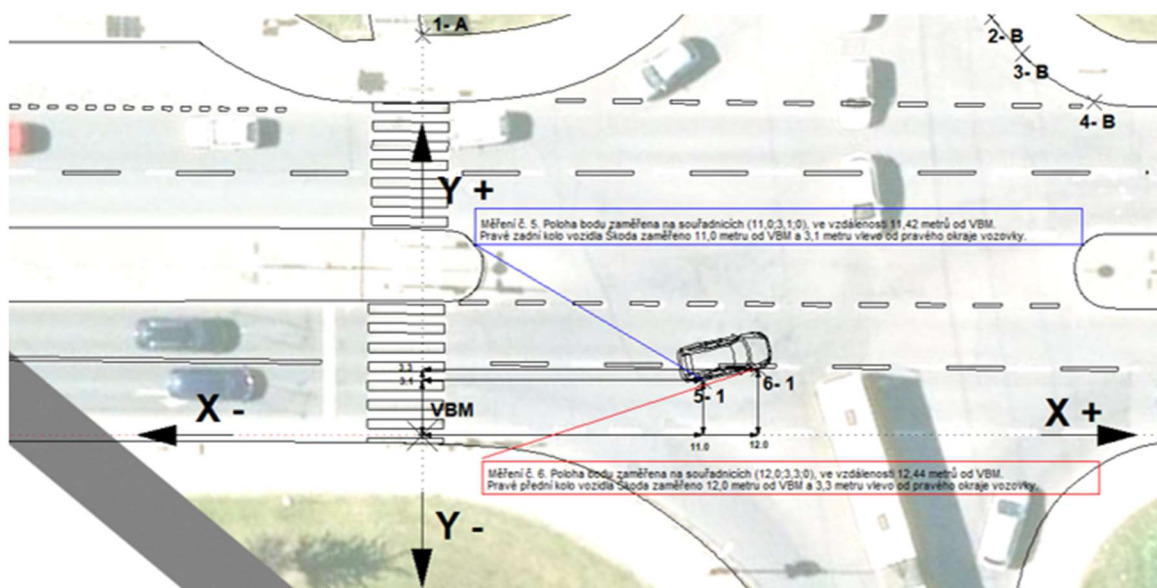 1- A
2- B
3- B
4- B
Y +
Měření č. 5. Poloha bodu zaměřena na souřadnicích (11,0;3,1;0), ve vzdálenosti 11,42 metrů od VBM.
Pravé zadní kolo vozidla Škoda zaměřeno 11,0 metru od VBM a 3,1 metru vlevo od pravého okraje vozovky.
3.3
3.1
5- 1
6- 1
X -
VBM
X +
11.0
12.0
Měření č. 6. Poloha bodu zaměřena na souřadnicích (12,0;3,3;0), ve vzdálenosti 12,44 metrů od VBM.
Pravé přední kolo vozidla Škoda zaměřeno 12,0 metru od VBM a 3,3 metru vlevo od pravého okraje vozovky.
Y -